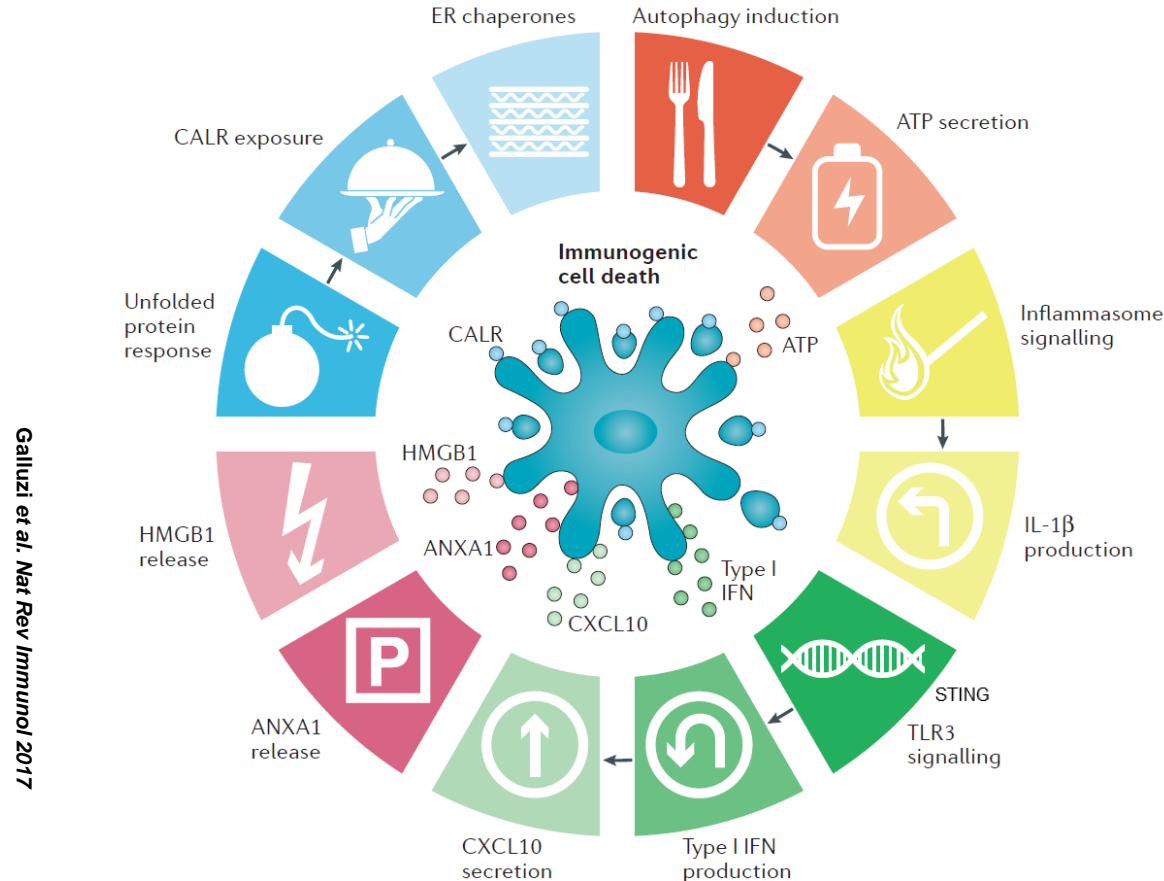 ER chaperones
Autophagy induction
CALR exposure
ATP secretion
Immunogenic
cell death
Unfolded
protein
response
CALR
ATP
Inflammasome
signalling
HMGB1
HMGB1
release
ANXA1
Type I
IFN
CXCL10
IL-1β
production
P
ANXA1
release
STING
TLR3
signalling
CXCL10
secretion
Type I IFN
production
Galluzi et al. Nat Rev Immunol 2017